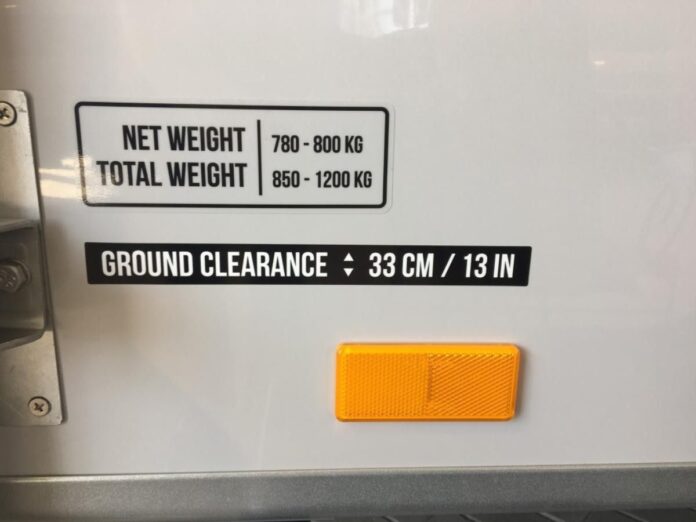 NET WEIGHT 780 - 800 KG
TOTAL WEIGHT 850 - 1200 KG
GROUND CLEARANCE 33 CM / 13 IN